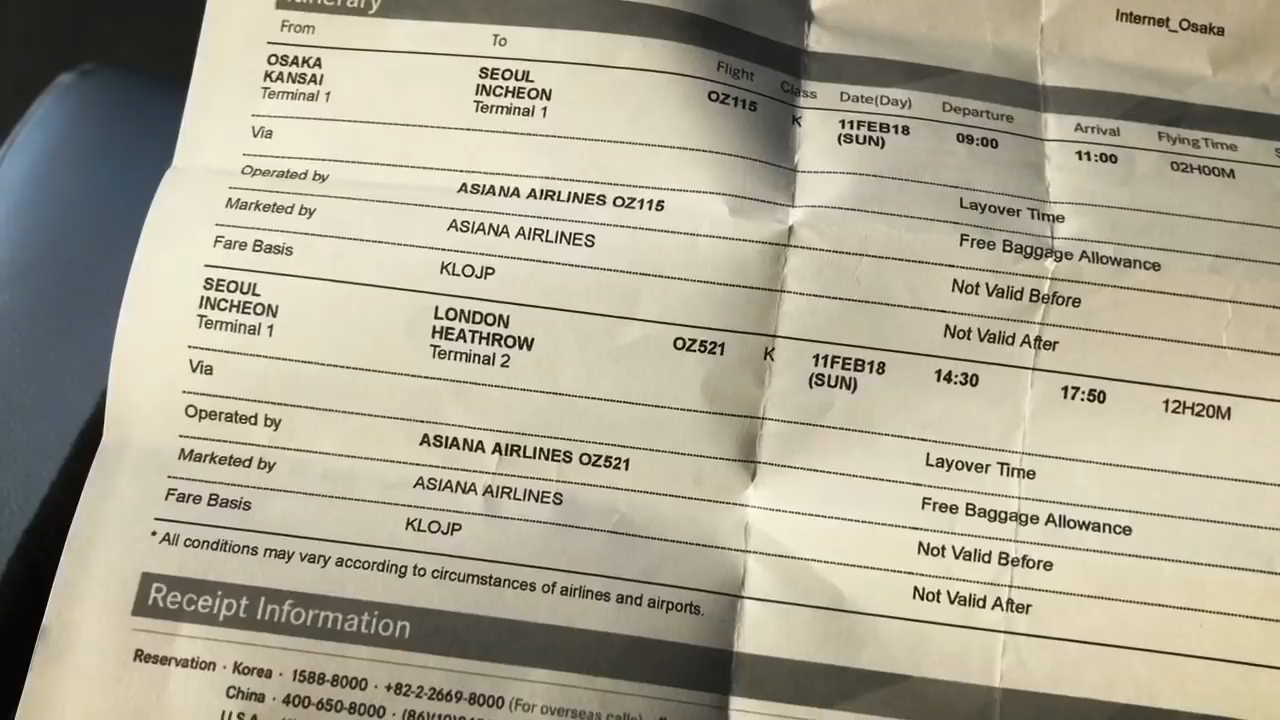 Itinerary
Internet_Osaka
From To Flight Class Date(Day) Departure Arrival Flying Time
OSAKA KANSAI Terminal 1 SEOUL INCHEON Terminal 1 OZ115 K 11FEB18 (SUN) 09:00 11:00 02H00M
Via Layover Time
Operated by ASIANA AIRLINES OZ115 Free Baggage Allowance
Marketed by ASIANA AIRLINES Not Valid Before
Fare Basis KLOJP Not Valid After
SEOUL INCHEON Terminal 1 LONDON HEATHROW Terminal 2 OZ521 K 11FEB18 (SUN) 14:30 17:50 12H20M
Via Layover Time
Operated by ASIANA AIRLINES OZ521 Free Baggage Allowance
Marketed by ASIANA AIRLINES Not Valid Before
Fare Basis KLOJP Not Valid After
* All conditions may vary according to circumstances of airlines and airports.
Receipt Information
Reservation · Korea · 1588-8000 · +82-2-2669-8000 (For overseas calls)
China · 400-650-8000
U.S.A